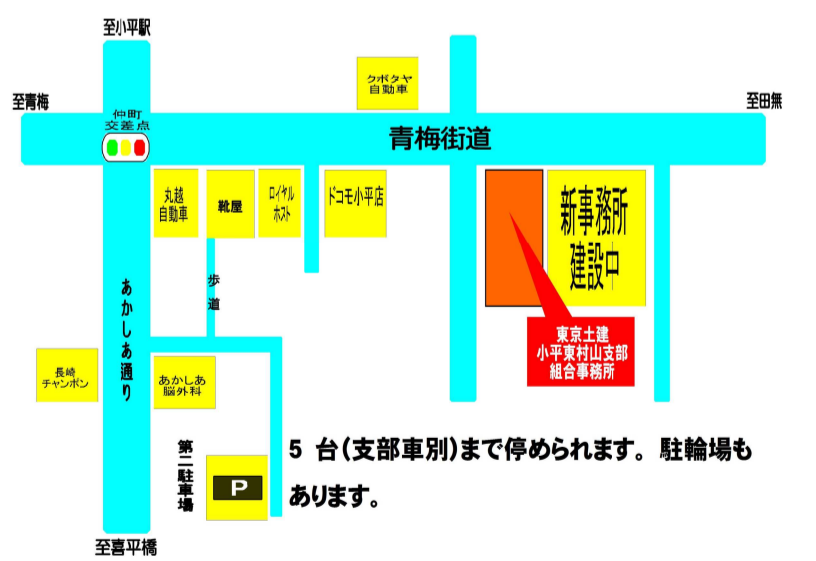 至小平駅
クボタヤ
自動車
至青梅
至田無
仲町
交差点
青梅街道
丸越
自動車
靴屋
ロイヤル
ホスト
ドコモ小平店
新事務所
建設中
歩道
あかしあ通り
東京土建
小平東村山支部
組合事務所
長崎
チャンポン
あかしあ
脳外科
第二駐車場
P
5 台(支部車別)まで停められます。駐輪場も
あります。
至喜平橋